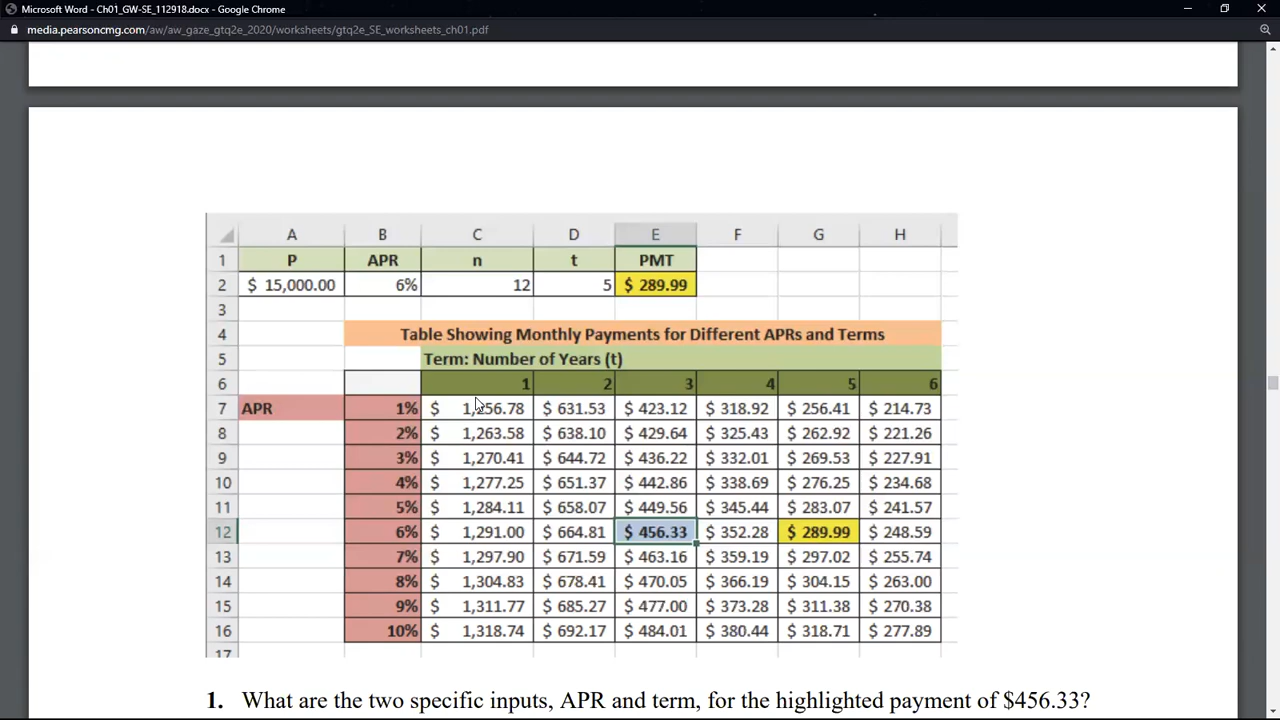 Microsoft Word - Ch01_GW-SE_112918.docx - Google Chrome
media.pearsoncmg.com/aw/aw_gaze_gtq2e_2020/worksheets/gtq2e_SE_worksheets_ch01.pdf
A B C D E F G H
1 P APR n t PMT
2 $ 15,000.00 6% 12 5 $ 289.99
3
4 Table Showing Monthly Payments for Different APRs and Terms
5 Term: Number of Years (t)
6 1 2 3 4 5 6
7 APR 1% $ 1,256.78 $ 631.53 $ 423.12 $ 318.92 $ 256.41 $ 214.73
8 2% $ 1,263.58 $ 638.10 $ 429.64 $ 325.43 $ 262.92 $ 221.26
9 3% $ 1,270.41 $ 644.72 $ 436.22 $ 332.01 $ 269.53 $ 227.91
10 4% $ 1,277.25 $ 651.37 $ 442.86 $ 338.69 $ 276.25 $ 234.68
11 5% $ 1,284.11 $ 658.07 $ 449.56 $ 345.44 $ 283.07 $ 241.57
12 6% $ 1,291.00 $ 664.81 $ 456.33 $ 352.28 $ 289.99 $ 248.59
13 7% $ 1,297.90 $ 671.59 $ 463.16 $ 359.19 $ 297.02 $ 255.74
14 8% $ 1,304.83 $ 678.41 $ 470.05 $ 366.19 $ 304.15 $ 263.00
15 9% $ 1,311.77 $ 685.27 $ 477.00 $ 373.28 $ 311.38 $ 270.38
16 10% $ 1,318.74 $ 692.17 $ 484.01 $ 380.44 $ 318.71 $ 277.89
17
1. What are the two specific inputs, APR and term, for the highlighted payment of $456.33?